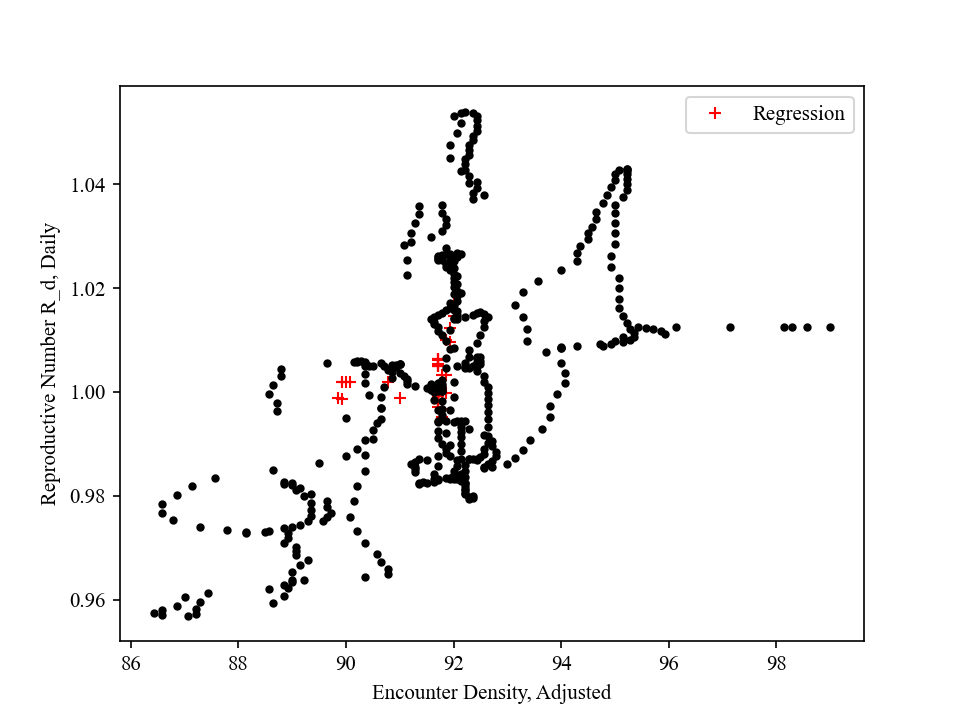 Regression
1.04
1.02
1.00
0.98
0.96
Reproductive Number R_d, Daily
86 88 90 92 94 96 98
Encounter Density, Adjusted